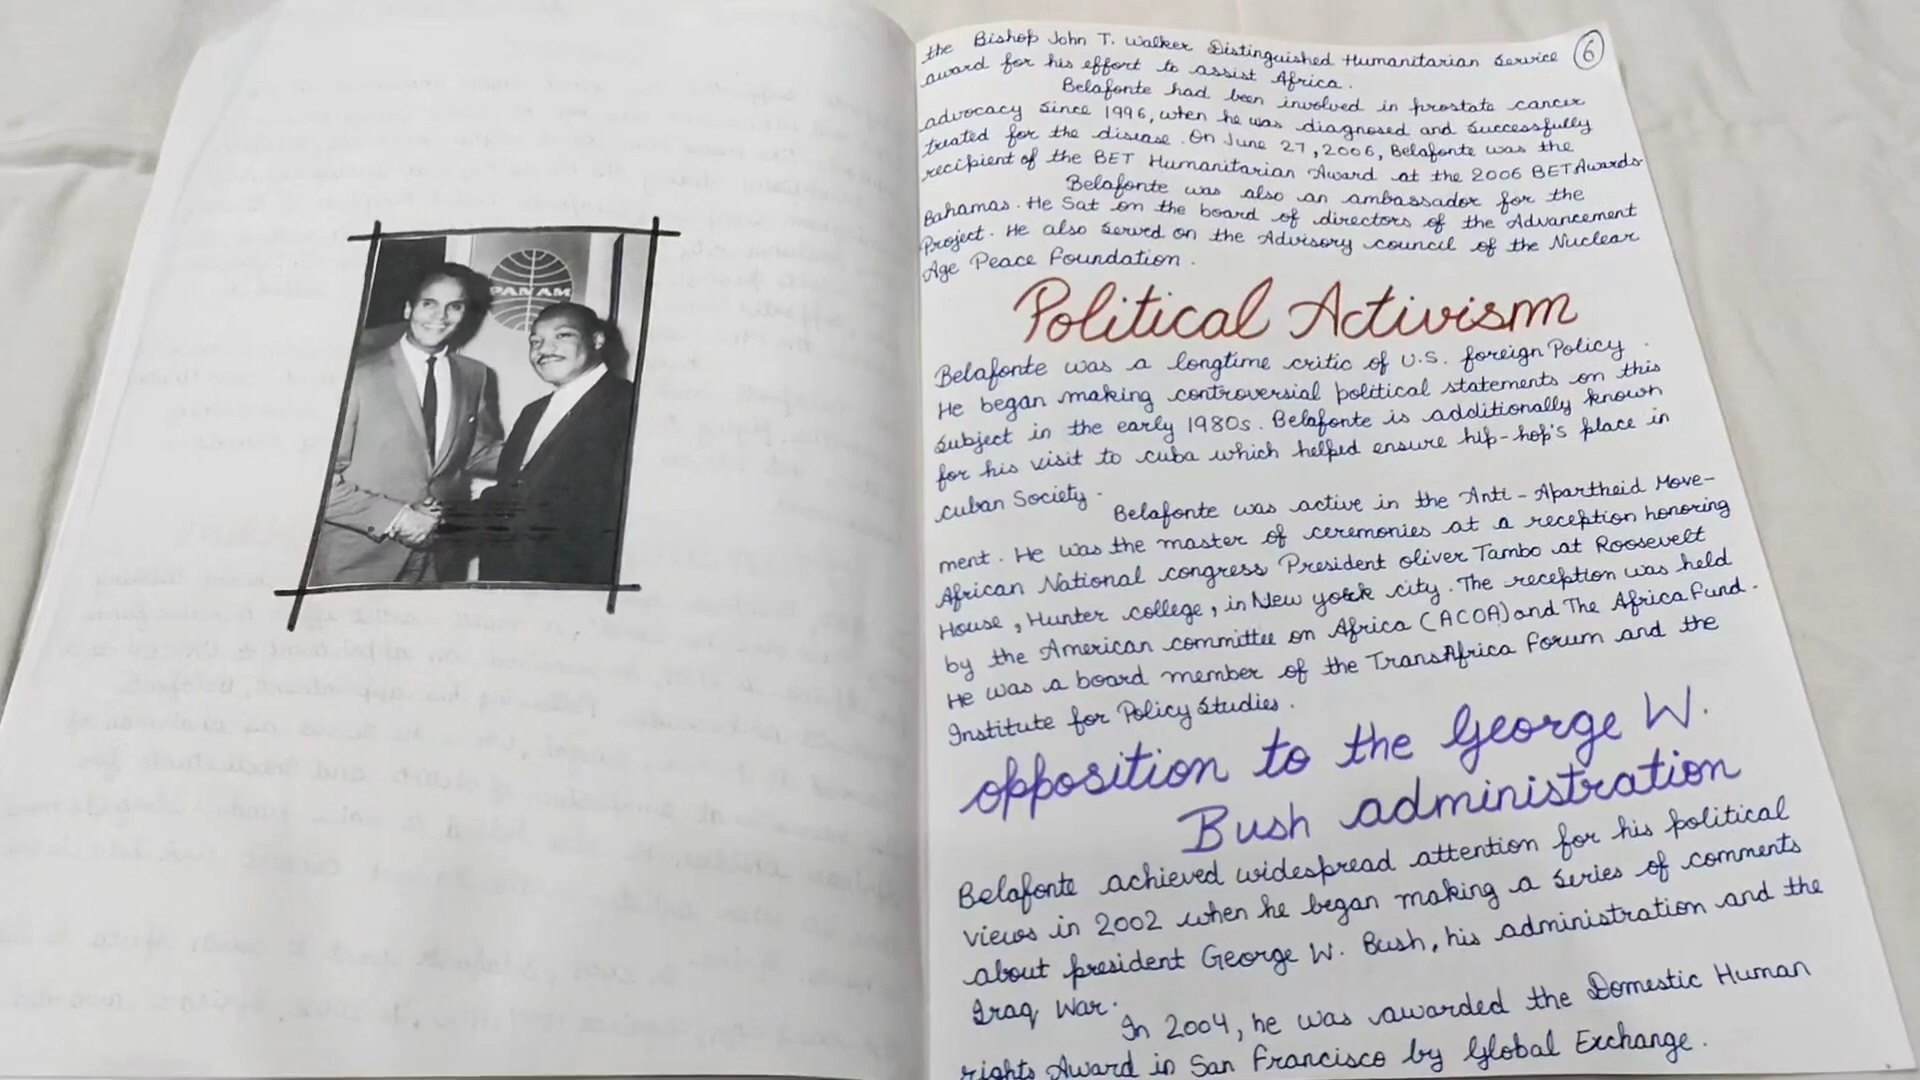 PAN AM
the Bishop John T. Walker Distinguished Humanitarian Service
6
award for his effort to assist Africa.
Belafonte had been involved in prostate cancer
advocacy since 1996, when he was diagnosed and successfully
treated for the disease. On June 27, 2006, Belafonte was the
recipient of the BET Humanitarian Award at the 2006 BET Awards.
Belafonte was also an ambassador for the
Bahamas. He Sat on the board of directors of the Advancement
Project. He also served on the Advisory council of the Nuclear
Age Peace Foundation.
Political Activism
Belafonte was a longtime critic of U.S. foreign Policy.
He began making controversial political statements on this
subject in the early 1980s. Belafonte is additionally known
for his visit to cuba which helped ensure hip-hop's place in
cuban Society.
Belafonte was active in the Anti-Apartheid Move-
ment. He was the master of ceremonies at a reception honoring
African National congress President oliver Tambo at Roosevelt
House, Hunter college, in New york city. The reception was held
by the American committee on Africa (ACOA) and The Africa Fund.
He was a board member of the TransAfrica Forum and the
Institute for Policy Studies.
opposition to the George W.
Bush administration
Belafonte achieved widespread attention for his political
views in 2002 when he began making a series of comments
about president George W. Bush, his administration and the
Iraq War.
In 2004, he was awarded the Domestic Human
rights Award in San Francisco by Global Exchange.